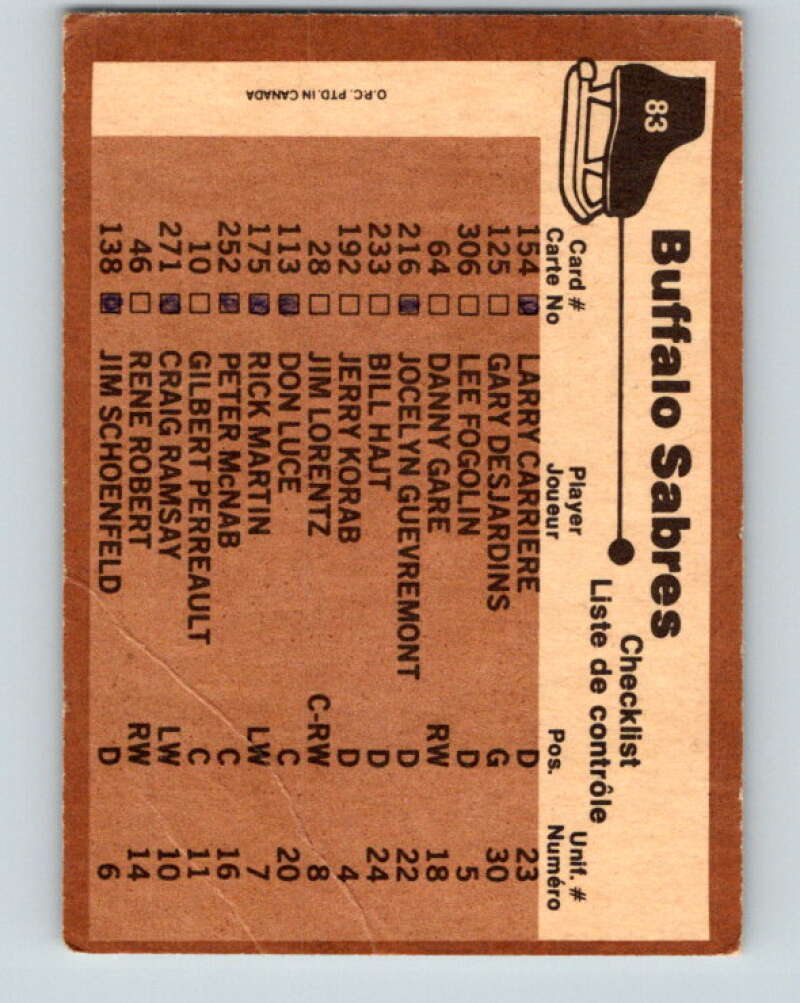 83
Buffalo Sabres
Checklist
Liste de contrôle
Card # Player Pos. Unif. #
Carte No Joueur Numéro
154 LARRY CARRIERE D 23
125 GARY DESJARDINS G 30
306 LEE FOGOLIN D 5
64 DANNY GARE RW 18
216 JOCELYN GUEVREMONT D 22
233 BILL HAJT D 24
192 JERRY KORAB D 4
28 JIM LORENTZ C-RW 8
113 DON LUCE C 20
175 RICK MARTIN LW 7
252 PETER McNAB C 16
10 GILBERT PERREAULT C 11
271 CRAIG RAMSAY LW 10
46 RENE ROBERT RW 14
138 JIM SCHOENFELD D 6
O.P.C. PTD. IN CANADA